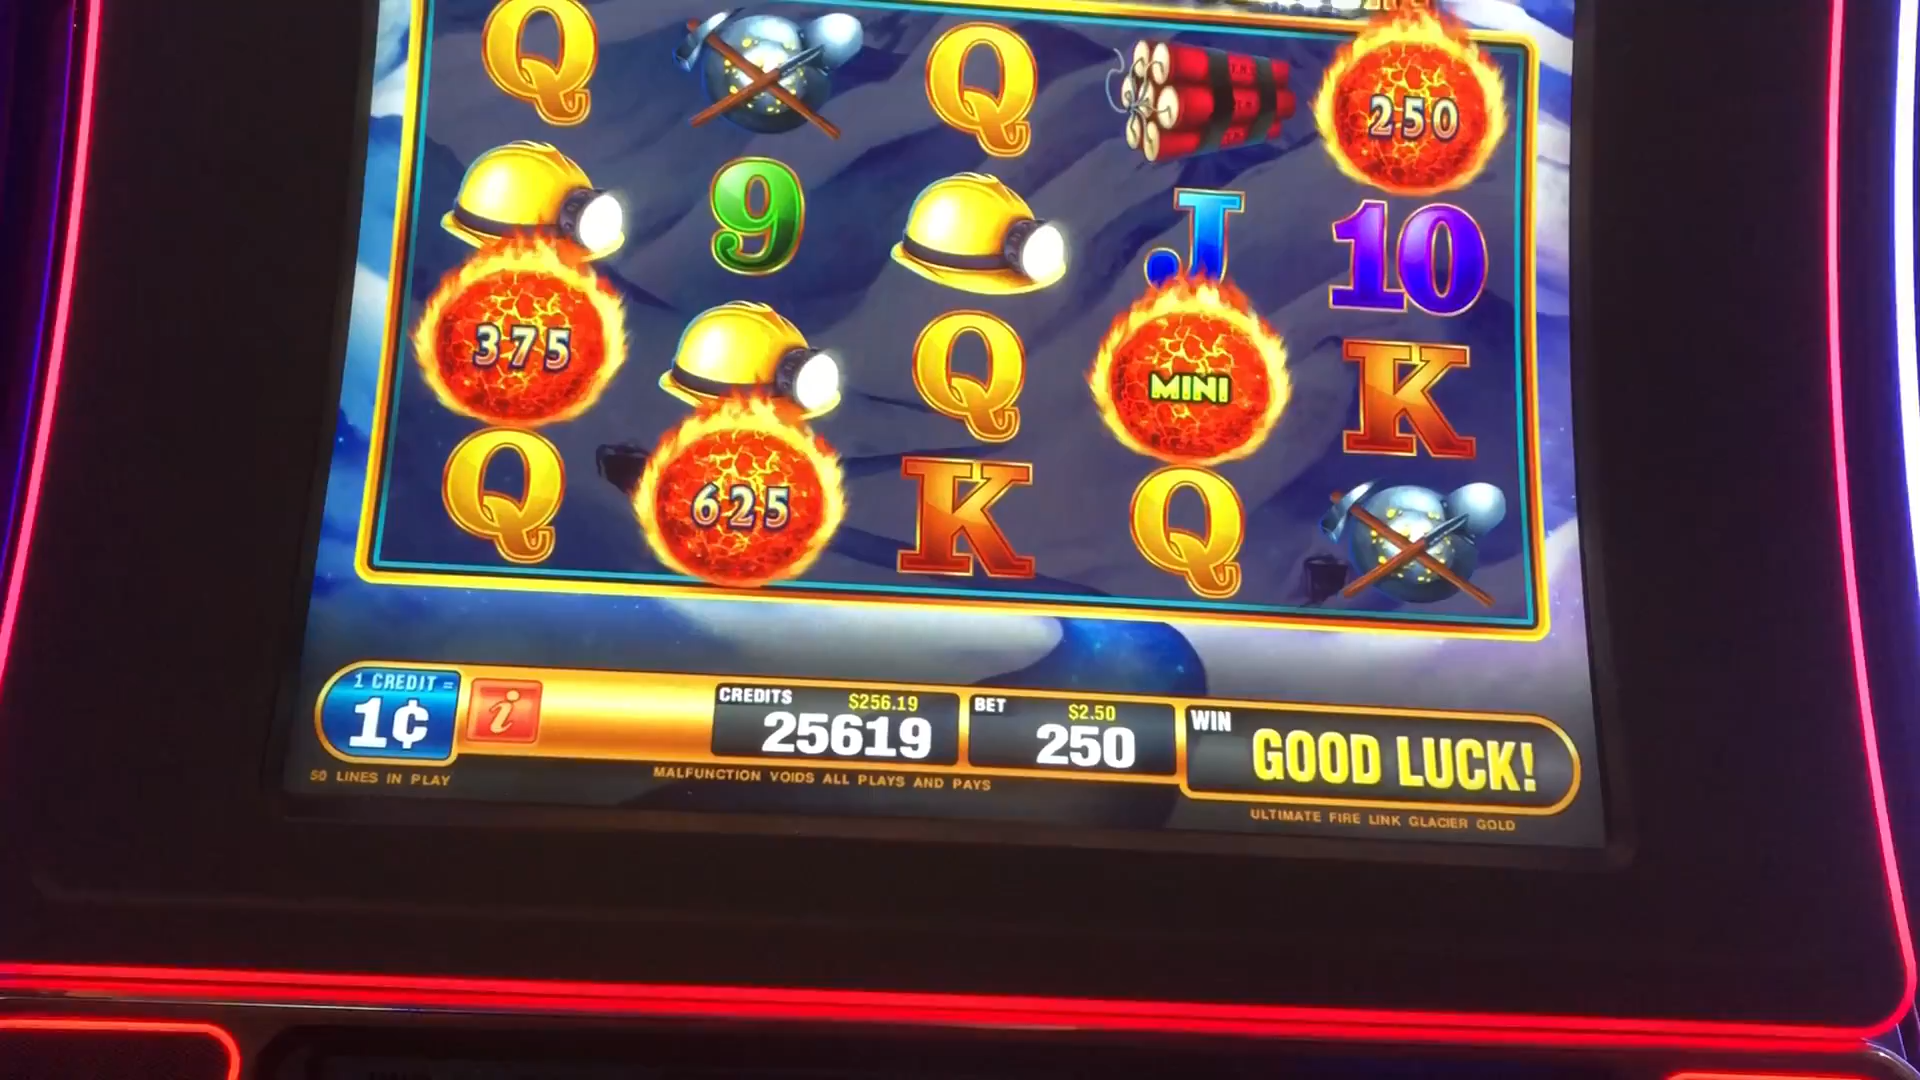 Q Q 250
9 J 10
375 Q MINI K
Q 625 K Q
1 CREDIT =
1¢
i
CREDITS $256.19
25619
BET $2.50
250
WIN
GOOD LUCK!
50 LINES IN PLAY
MALFUNCTION VOIDS ALL PLAYS AND PAYS
ULTIMATE FIRE LINK GLACIER GOLD